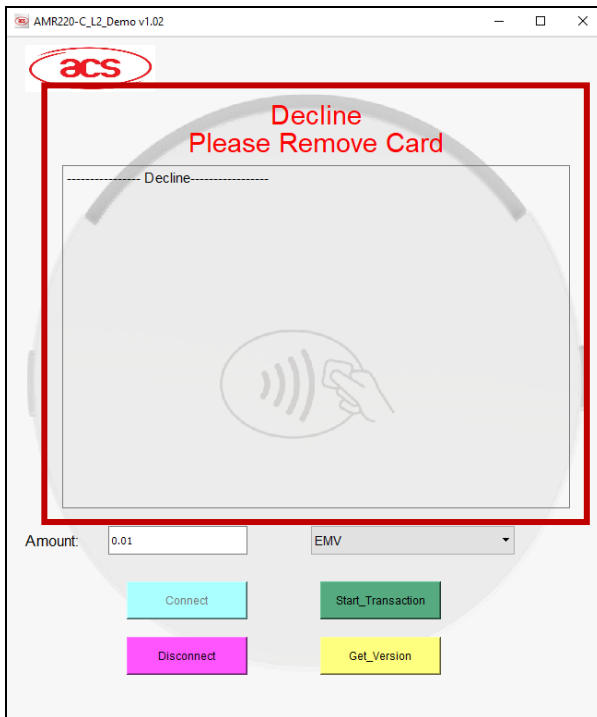 AMR220-C_L2_Demo v1.02
acs
Decline
Please Remove Card
---------------- Decline-----------------
Amount:
0.01
EMV
Connect
Start_Transaction
Disconnect
Get_Version